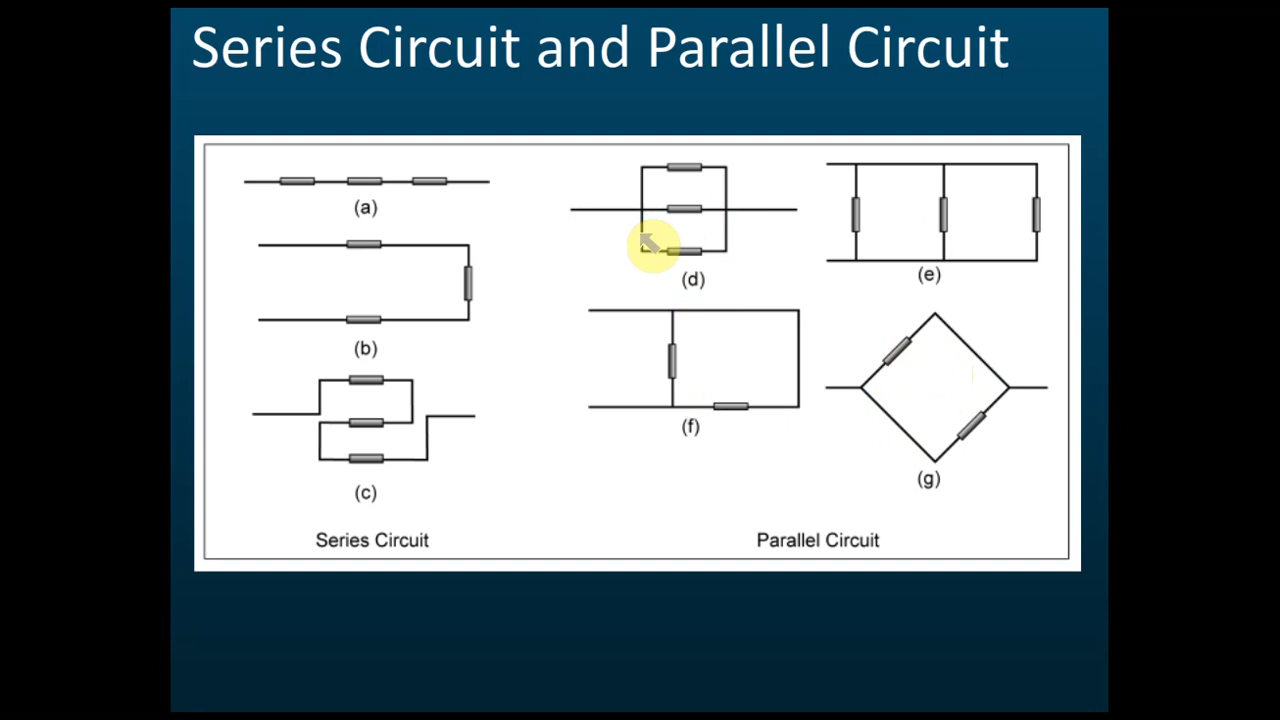 Series Circuit and Parallel Circuit
(a)
(b)
(c)
Series Circuit
(d)
(e)
(f)
(g)
Parallel Circuit